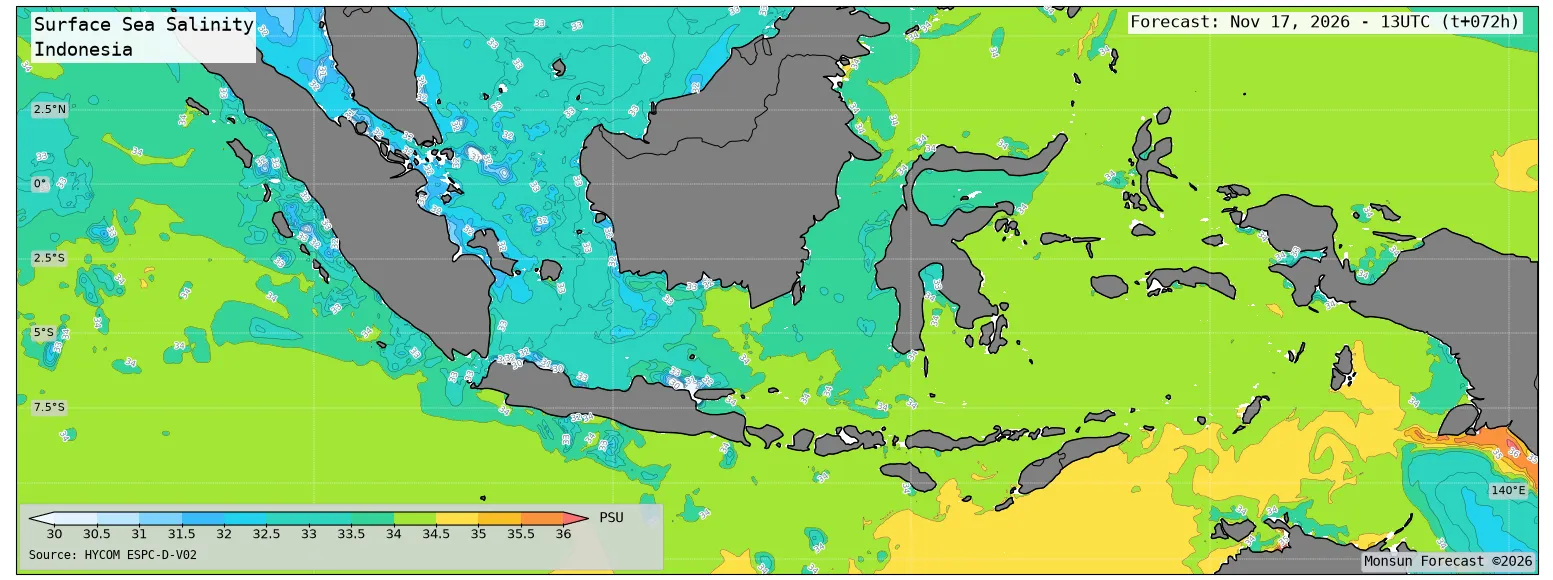 Surface Sea Salinity
Indonesia
Forecast: Nov 17, 2026 - 13UTC (t+072h)
2.5°N
0°
2.5°S
5°S
7.5°S
140°E
PSU
30 30.5 31 31.5 32 32.5 33 33.5 34 34.5 35 35.5 36
Source: HYCOM ESPC-D-V02
Monsun Forecast ©2026